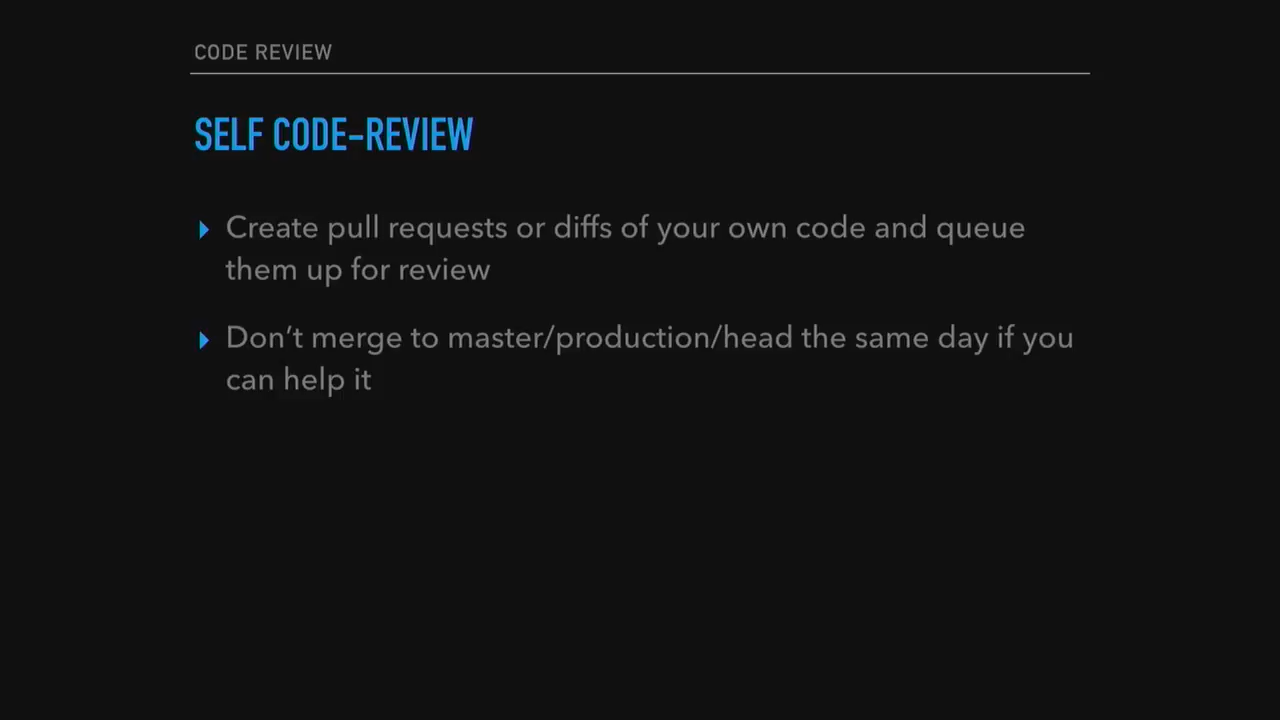 CODE REVIEW
SELF CODE-REVIEW
Create pull requests or diffs of your own code and queue
them up for review
Don’t merge to master/production/head the same day if you
can help it